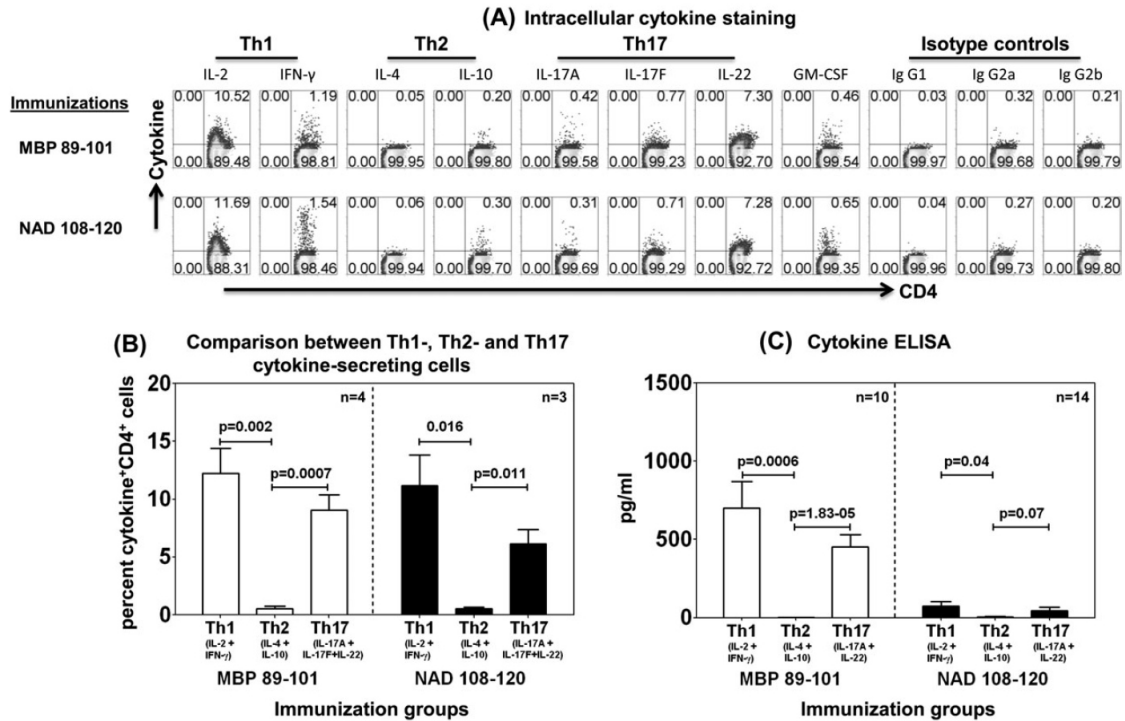 (A) Intracellular cytokine staining
Th1 Th2 Th17 Isotype controls
IL-2 IFN-γ IL-4 IL-10 IL-17A IL-17F IL-22 GM-CSF Ig G1 Ig G2a Ig G2b
Immunizations
0.00 10.52 0.00 1.19 0.00 0.05 0.00 0.20 0.00 0.42 0.00 0.77 0.00 7.30 0.00 0.46 0.00 0.03 0.00 0.32 0.00 0.21
MBP 89-101
Cytokine
0.00 89.48 0.00 98.81 0.00 99.95 0.00 99.80 0.00 99.58 0.00 99.23 0.00 92.70 0.00 99.54 0.00 99.97 0.00 99.68 0.00 99.79
0.00 11.69 0.00 1.54 0.00 0.06 0.00 0.30 0.00 0.31 0.00 0.71 0.00 7.28 0.00 0.65 0.00 0.04 0.00 0.27 0.00 0.20
NAD 108-120
0.00 88.31 0.00 98.46 0.00 99.94 0.00 99.70 0.00 99.69 0.00 99.29 0.00 92.72 0.00 99.35 0.00 99.96 0.00 99.73 0.00 99.80
CD4
(B) Comparison between Th1-, Th2- and Th17
cytokine-secreting cells
percent cytokine⁺CD4⁺ cells
20
15
10
5
0
n=4 n=3
p=0.002 0.016
p=0.0007 p=0.011
Th1 Th2 Th17 Th1 Th2 Th17
(IL-2 + (IL-4 + (IL-17A + (IL-2 + (IL-4 + (IL-17A +
IFN-γ) IL-10) IL-17F+IL-22) IFN-γ) IL-10) IL-17F+IL-22)
MBP 89-101 NAD 108-120
Immunization groups
(C) Cytokine ELISA
pg/ml
1500
1000
500
0
n=10 n=14
p=0.0006 p=0.04
p=1.83-05 p=0.07
Th1 Th2 Th17 Th1 Th2 Th17
(IL-2 + (IL-4 + (IL-17A + (IL-2 + (IL-4 + (IL-17A +
IFN-γ) IL-10) IL-22) IFN-γ) IL-10) IL-22)
MBP 89-101 NAD 108-120
Immunization groups